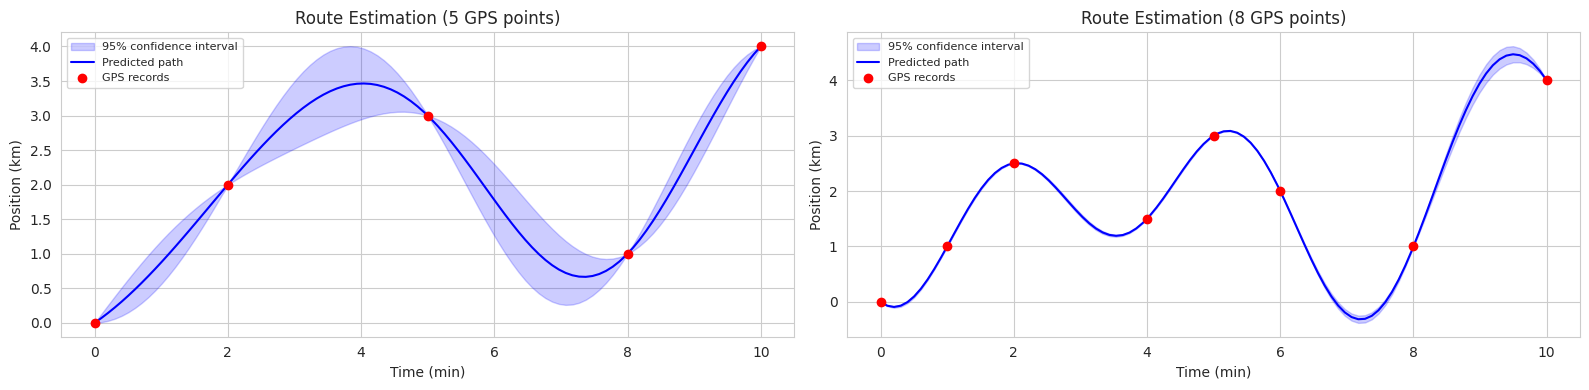 Route Estimation (5 GPS points)
95% confidence interval
Predicted path
GPS records
Position (km)
4.0
3.5
3.0
2.5
2.0
1.5
1.0
0.5
0.0
0 2 4 6 8 10
Time (min)
Route Estimation (8 GPS points)
95% confidence interval
Predicted path
GPS records
Position (km)
4
3
2
1
0
0 2 4 6 8 10
Time (min)